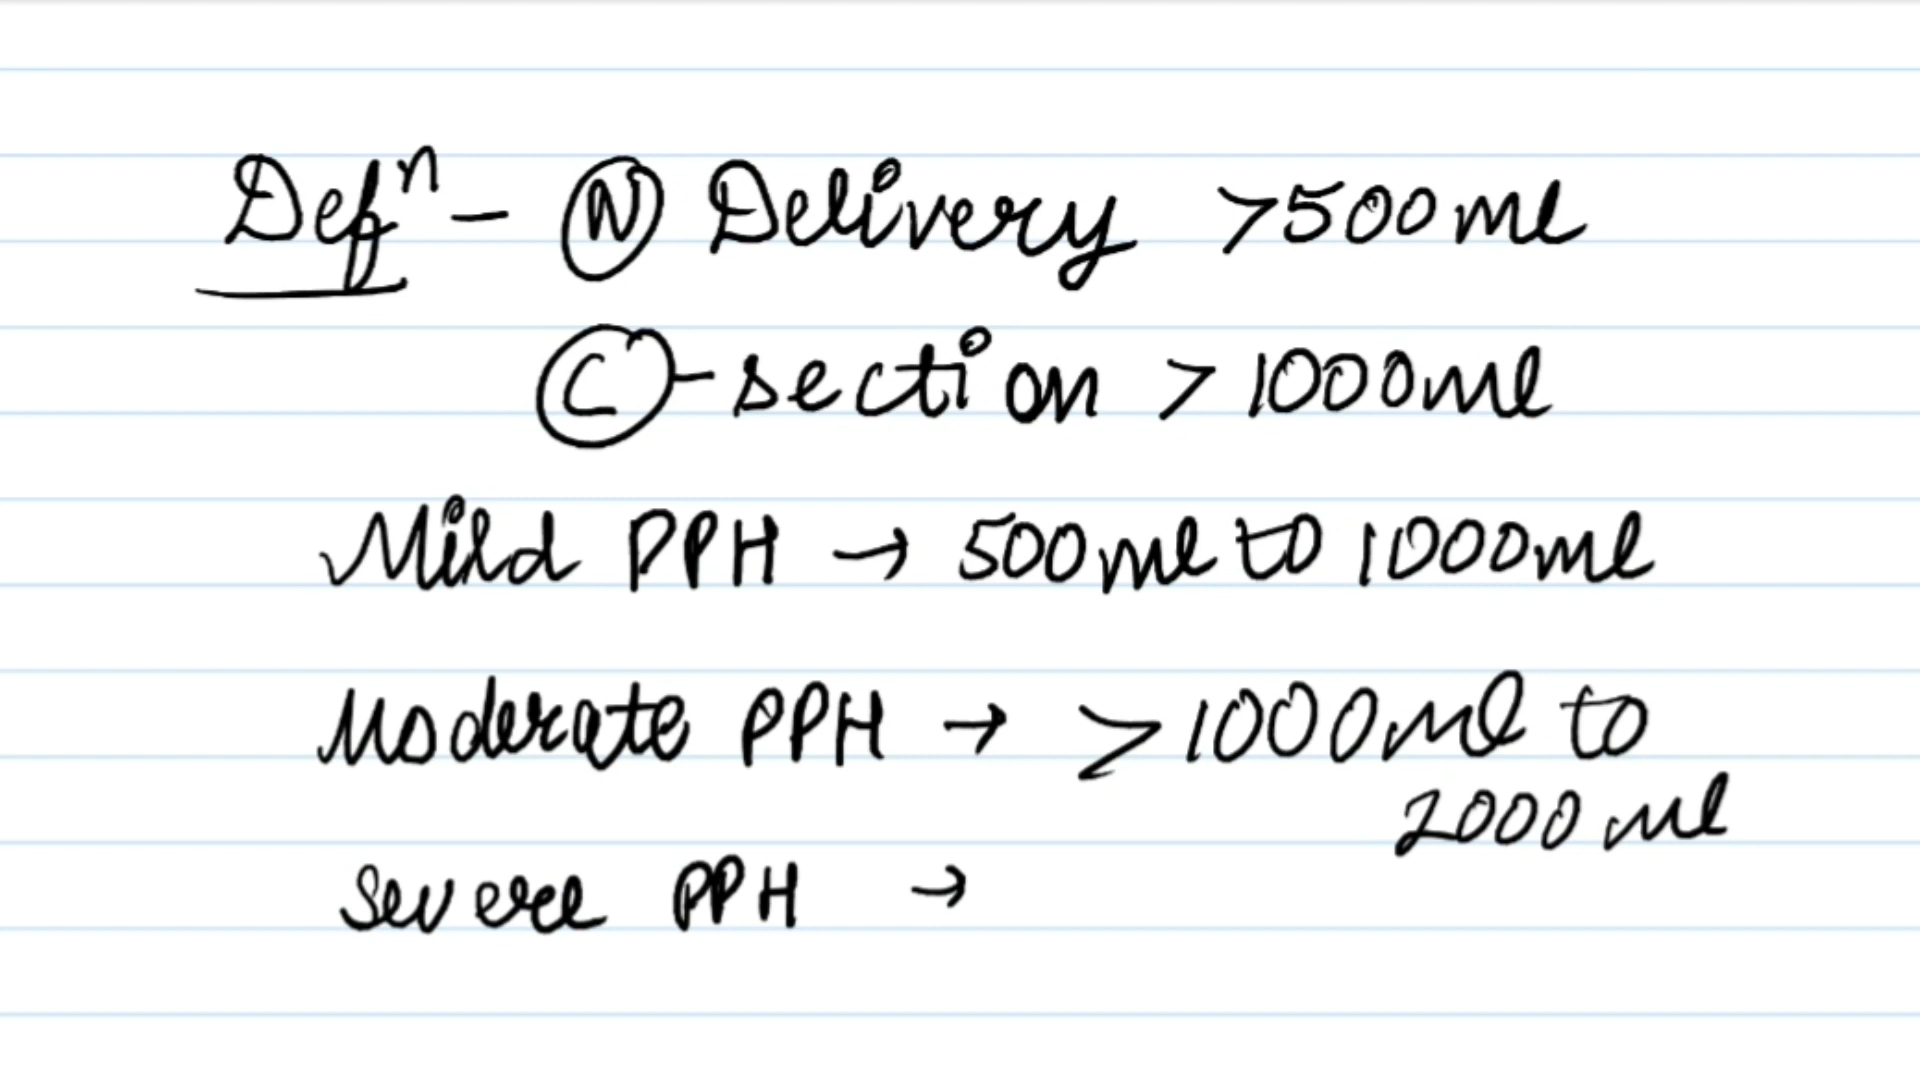 Defⁿ - Ⓝ Delivery >500ml
Ⓒ-section > 1000ml
Mild PPH → 500ml to 1000ml
Moderate PPH → ≥1000ml to
2000ml
Severe PPH →